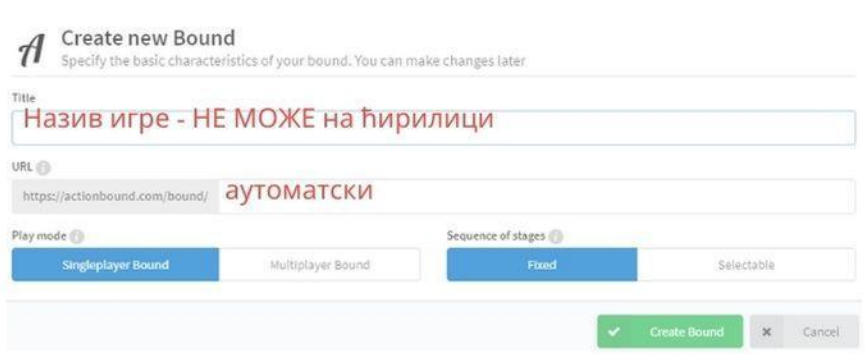 Create new Bound
Specify the basic characteristics of your bound. You can make changes later
Title
Назив игре - НЕ МОЖЕ на ћирилици
URL
https://actionbound.com/bound/ аутоматски
Play mode Sequence of stages
Singleplayer Bound Multiplayer Bound Fixed Selectable
Create Bound Cancel